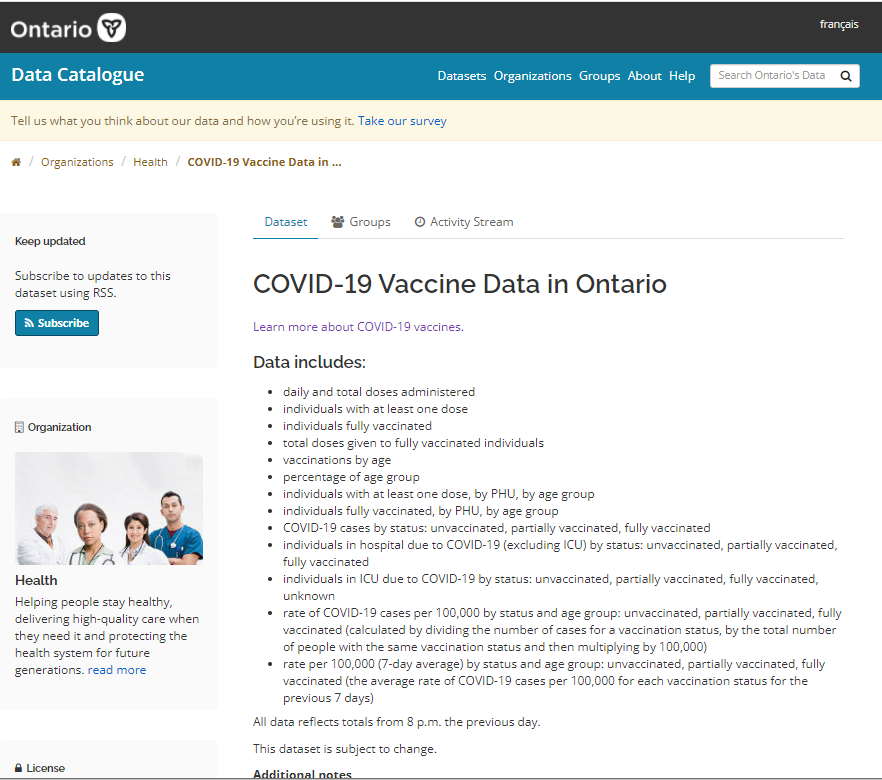 Ontario
français
Data Catalogue
Datasets Organizations Groups About Help
Search Ontario's Data
Tell us what you think about our data and how you're using it. Take our survey
/ Organizations / Health / COVID-19 Vaccine Data in ...
Keep updated
Subscribe to updates to this
dataset using RSS.
Subscribe
Organization
Health
Helping people stay healthy,
delivering high-quality care when
they need it and protecting the
health system for future
generations. read more
License
Dataset Groups Activity Stream
COVID-19 Vaccine Data in Ontario
Learn more about COVID-19 vaccines.
Data includes:
• daily and total doses administered
• individuals with at least one dose
• individuals fully vaccinated
• total doses given to fully vaccinated individuals
• vaccinations by age
• percentage of age group
• individuals with at least one dose, by PHU, by age group
• individuals fully vaccinated, by PHU, by age group
• COVID-19 cases by status: unvaccinated, partially vaccinated, fully vaccinated
• individuals in hospital due to COVID-19 (excluding ICU) by status: unvaccinated, partially vaccinated,
fully vaccinated
• individuals in ICU due to COVID-19 by status: unvaccinated, partially vaccinated, fully vaccinated,
unknown
• rate of COVID-19 cases per 100,000 by status and age group: unvaccinated, partially vaccinated, fully
vaccinated (calculated by dividing the number of cases for a vaccination status, by the total number
of people with the same vaccination status and then multiplying by 100,000)
• rate per 100,000 (7-day average) by status and age group: unvaccinated, partially vaccinated, fully
vaccinated (the average rate of COVID-19 cases per 100,000 for each vaccination status for the
previous 7 days)
All data reflects totals from 8 p.m. the previous day.
This dataset is subject to change.
Additional notes